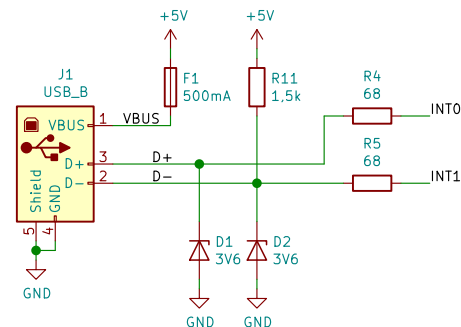 +5V
+5V
J1
USB_B
F1
500mA
R11
1,5k
R4
68
VBUS
1
VBUS
INT0
D+
3
D+
R5
68
D-
2
D-
INT1
Shield
GND
5
4
D1
3V6
D2
3V6
GND
GND
GND